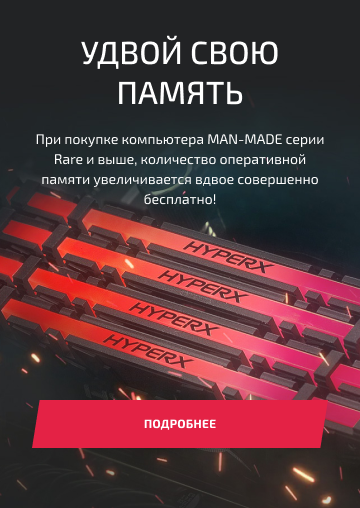 УДВОЙ СВОЮ
ПАМЯТЬ
При покупке компьютера MAN-MADE серии
Rare и выше, количество оперативной
памяти увеличивается вдвое совершенно
бесплатно!
HYPERX
HYPERX
HYPERX
HYPERX
ПОДРОБНЕЕ